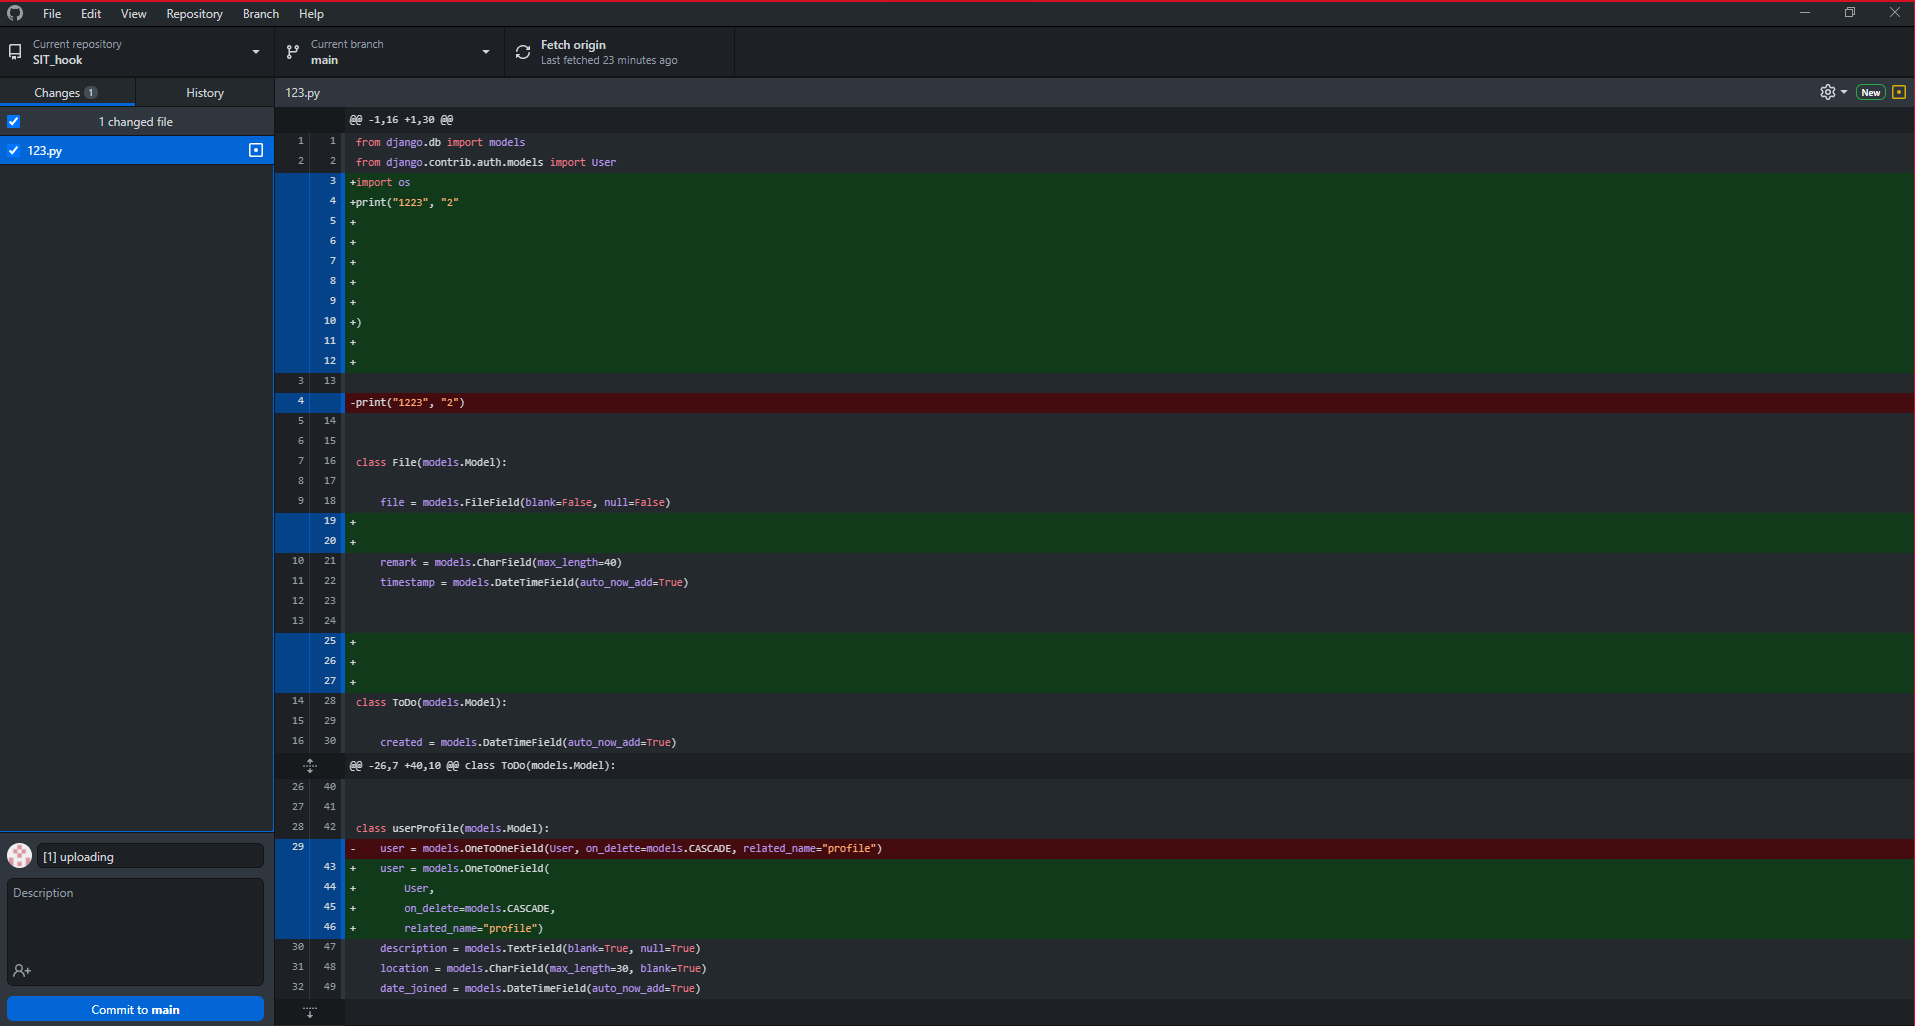 File Edit View Repository Branch Help
Current repository
SIT_hook
Current branch
main
Fetch origin
Last fetched 23 minutes ago
Changes 1 History
1 changed file
123.py
123.py
New
@@ -1,16 +1,30 @@
1 1 from django.db import models
2 2 from django.contrib.auth.models import User
3 +import os
4 +print("1223", "2"
5 +
6 +
7 +
8 +
9 +
10 +)
11 +
12 +
3 13
4 -print("1223", "2")
5 14
6 15
7 16 class File(models.Model):
8 17
9 18 file = models.FileField(blank=False, null=False)
19 +
20 +
10 21 remark = models.CharField(max_length=40)
11 22 timestamp = models.DateTimeField(auto_now_add=True)
12 23
13 24
25 +
26 +
27 +
14 28 class ToDo(models.Model):
15 29
16 30 created = models.DateTimeField(auto_now_add=True)
@@ -26,7 +40,10 @@ class ToDo(models.Model):
26 40
27 41
28 42 class userProfile(models.Model):
29 - user = models.OneToOneField(User, on_delete=models.CASCADE, related_name="profile")
43 + user = models.OneToOneField(
44 + User,
45 + on_delete=models.CASCADE,
46 + related_name="profile")
30 47 description = models.TextField(blank=True, null=True)
31 48 location = models.CharField(max_length=30, blank=True)
32 49 date_joined = models.DateTimeField(auto_now_add=True)
[1] uploading
Description
Commit to main